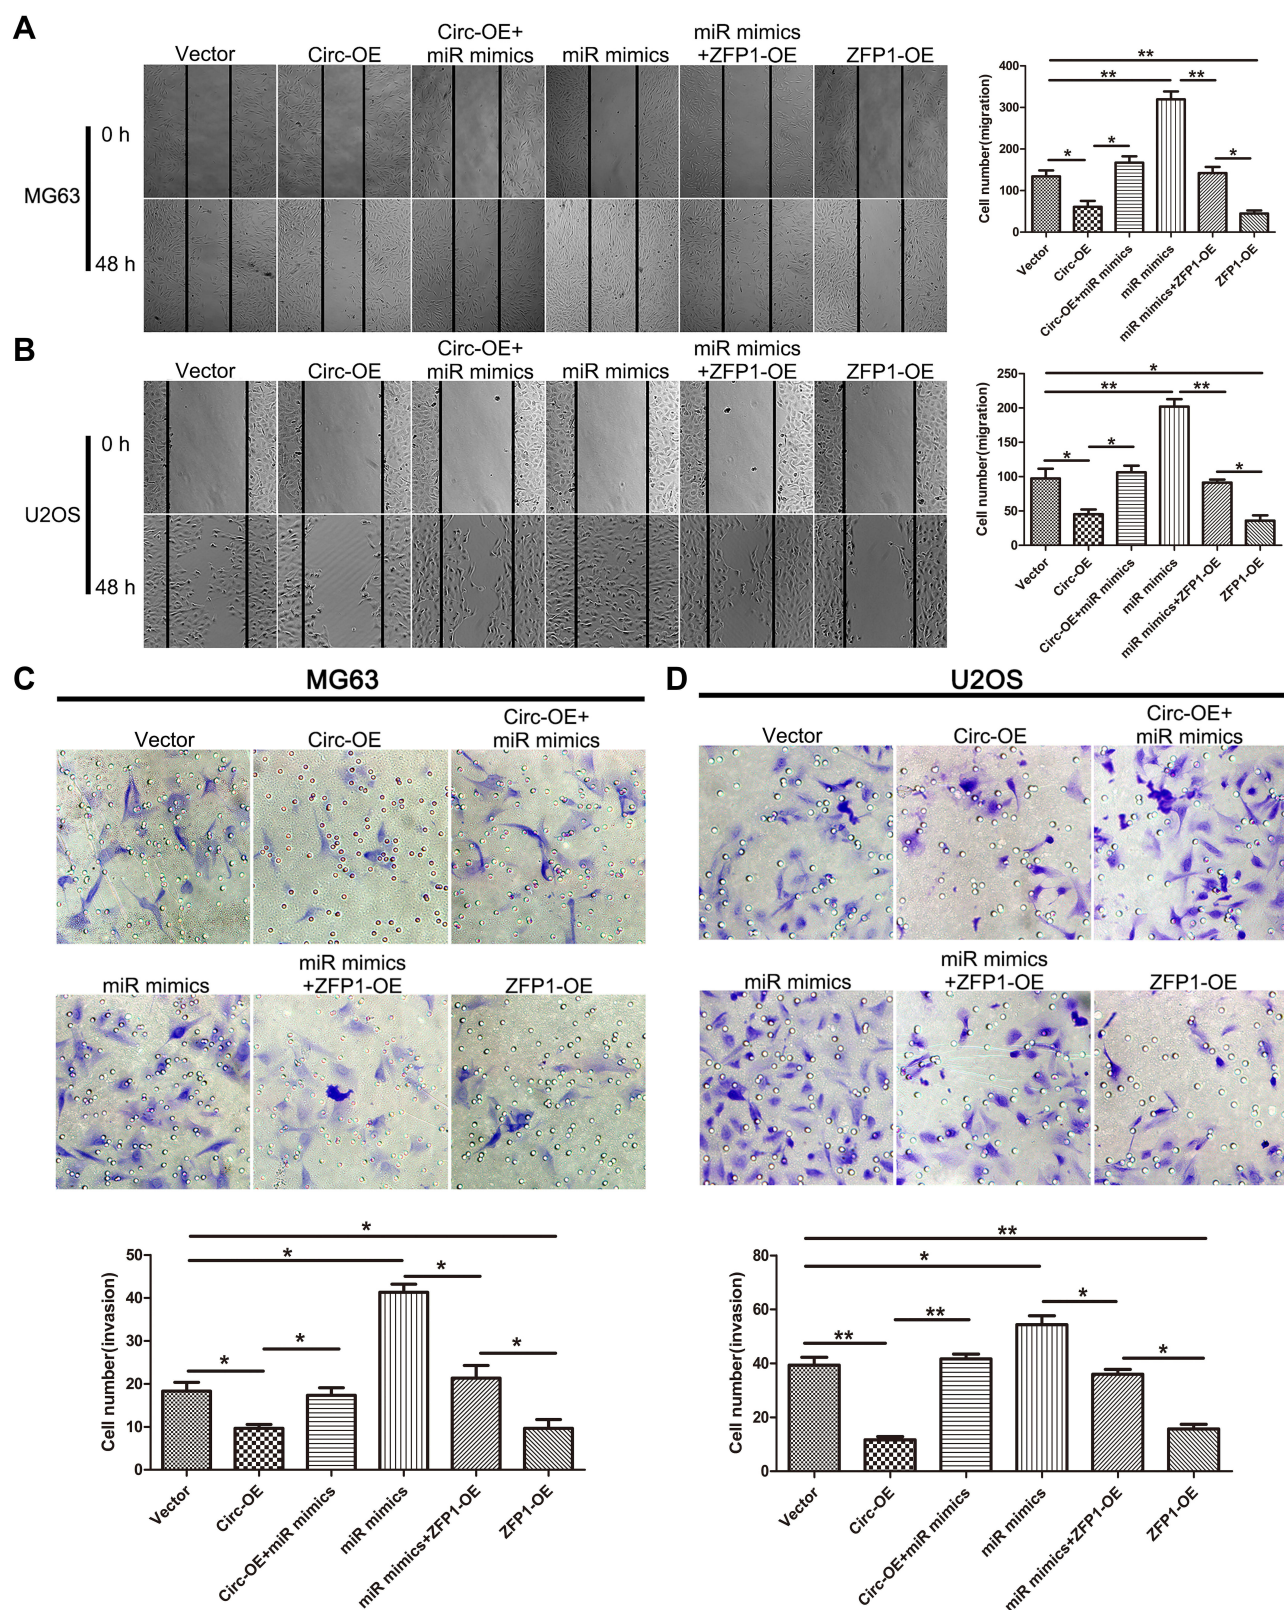 A
Vector
Circ-OE
Circ-OE+
miR mimics
miR mimics
miR mimics
+ZFP1-OE
ZFP1-OE
MG63
0 h
48 h
**
**
**
*
*
*
Cell number(migration)
400
300
200
100
0
Vector
Circ-OE
Circ-OE+miR mimics
miR mimics
miR mimics+ZFP1-OE
ZFP1-OE
B
Vector
Circ-OE
Circ-OE+
miR mimics
miR mimics
miR mimics
+ZFP1-OE
ZFP1-OE
U2OS
0 h
48 h
*
**
**
*
*
*
Cell number(migration)
250
200
150
100
50
0
Vector
Circ-OE
Circ-OE+miR mimics
miR mimics
miR mimics+ZFP1-OE
ZFP1-OE
C
MG63
Vector
Circ-OE
Circ-OE+
miR mimics
miR mimics
miR mimics
+ZFP1-OE
ZFP1-OE
*
*
*
*
*
*
Cell number(invasion)
50
40
30
20
10
0
Vector
Circ-OE
Circ-OE+miR mimics
miR mimics
miR mimics+ZFP1-OE
ZFP1-OE
D
U2OS
Vector
Circ-OE
Circ-OE+
miR mimics
miR mimics
miR mimics
+ZFP1-OE
ZFP1-OE
**
*
*
**
**
*
Cell number(invasion)
80
60
40
20
0
Vector
Circ-OE
Circ-OE+miR mimics
miR mimics
miR mimics+ZFP1-OE
ZFP1-OE